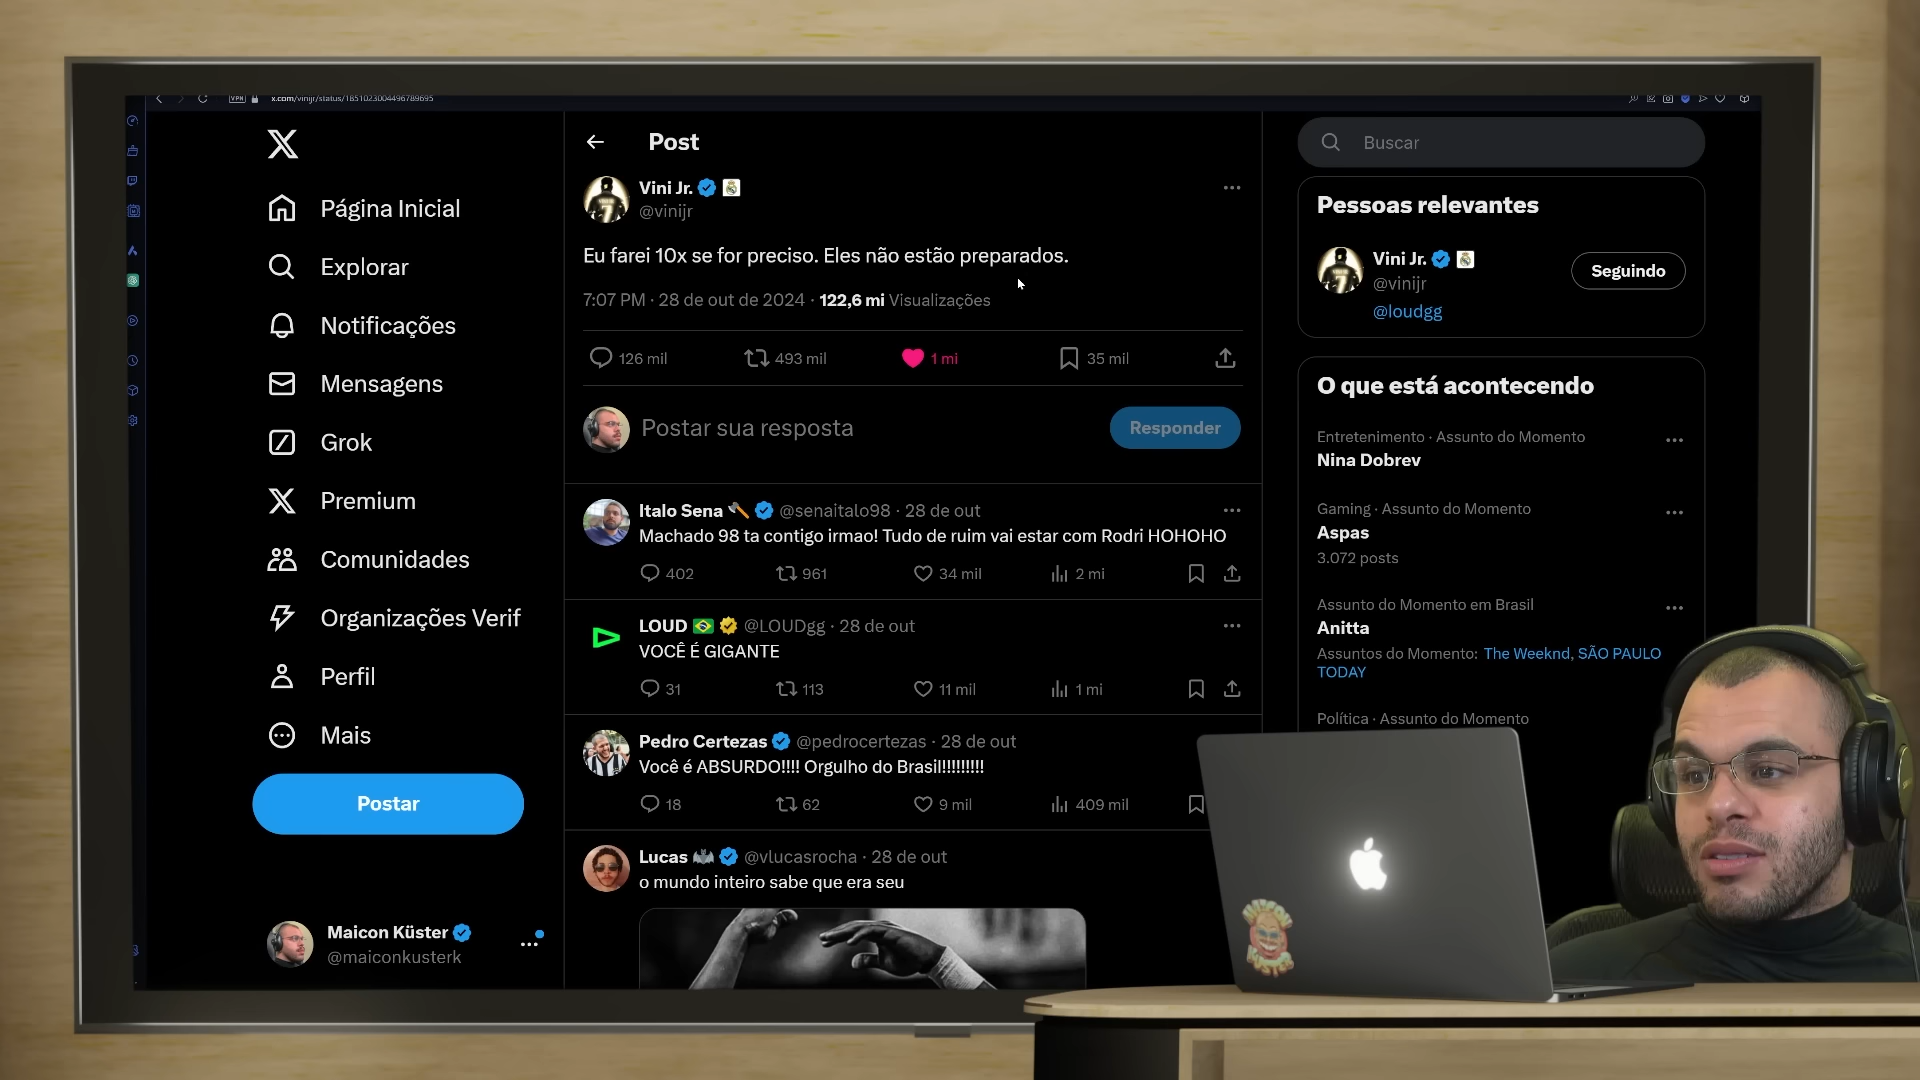 VPN x.com/vinijr/status/1851023004496789695
Página Inicial
Explorar
Notificações
Mensagens
Grok
Premium
Comunidades
Organizações Verif
Perfil
Mais
Postar
Maicon Küster
@maiconkusterk
Post
Vini Jr.
@vinijr
Eu farei 10x se for preciso. Eles não estão preparados.
7:07 PM · 28 de out de 2024 · 122,6 mi Visualizações
126 mil 493 mil 1 mi 35 mil
Postar sua resposta
Responder
Italo Sena @senaitalo98 · 28 de out
Machado 98 ta contigo irmao! Tudo de ruim vai estar com Rodri HOHOHO
402 961 34 mil 2 mi
LOUD @LOUDgg · 28 de out
VOCÊ É GIGANTE
31 113 11 mil 1 mi
Pedro Certezas @pedrocertezas · 28 de out
Você é ABSURDO!!!! Orgulho do Brasil!!!!!!!!!
18 62 9 mil 409 mil
Lucas @vlucasrocha · 28 de out
o mundo inteiro sabe que era seu
Buscar
Pessoas relevantes
Vini Jr.
@vinijr
@loudgg
Seguindo
O que está acontecendo
Entretenimento · Assunto do Momento
Nina Dobrev
Gaming · Assunto do Momento
Aspas
3.072 posts
Assunto do Momento em Brasil
Anitta
Assuntos do Momento: The Weeknd, SÃO PAULO
TODAY
Política · Assunto do Momento